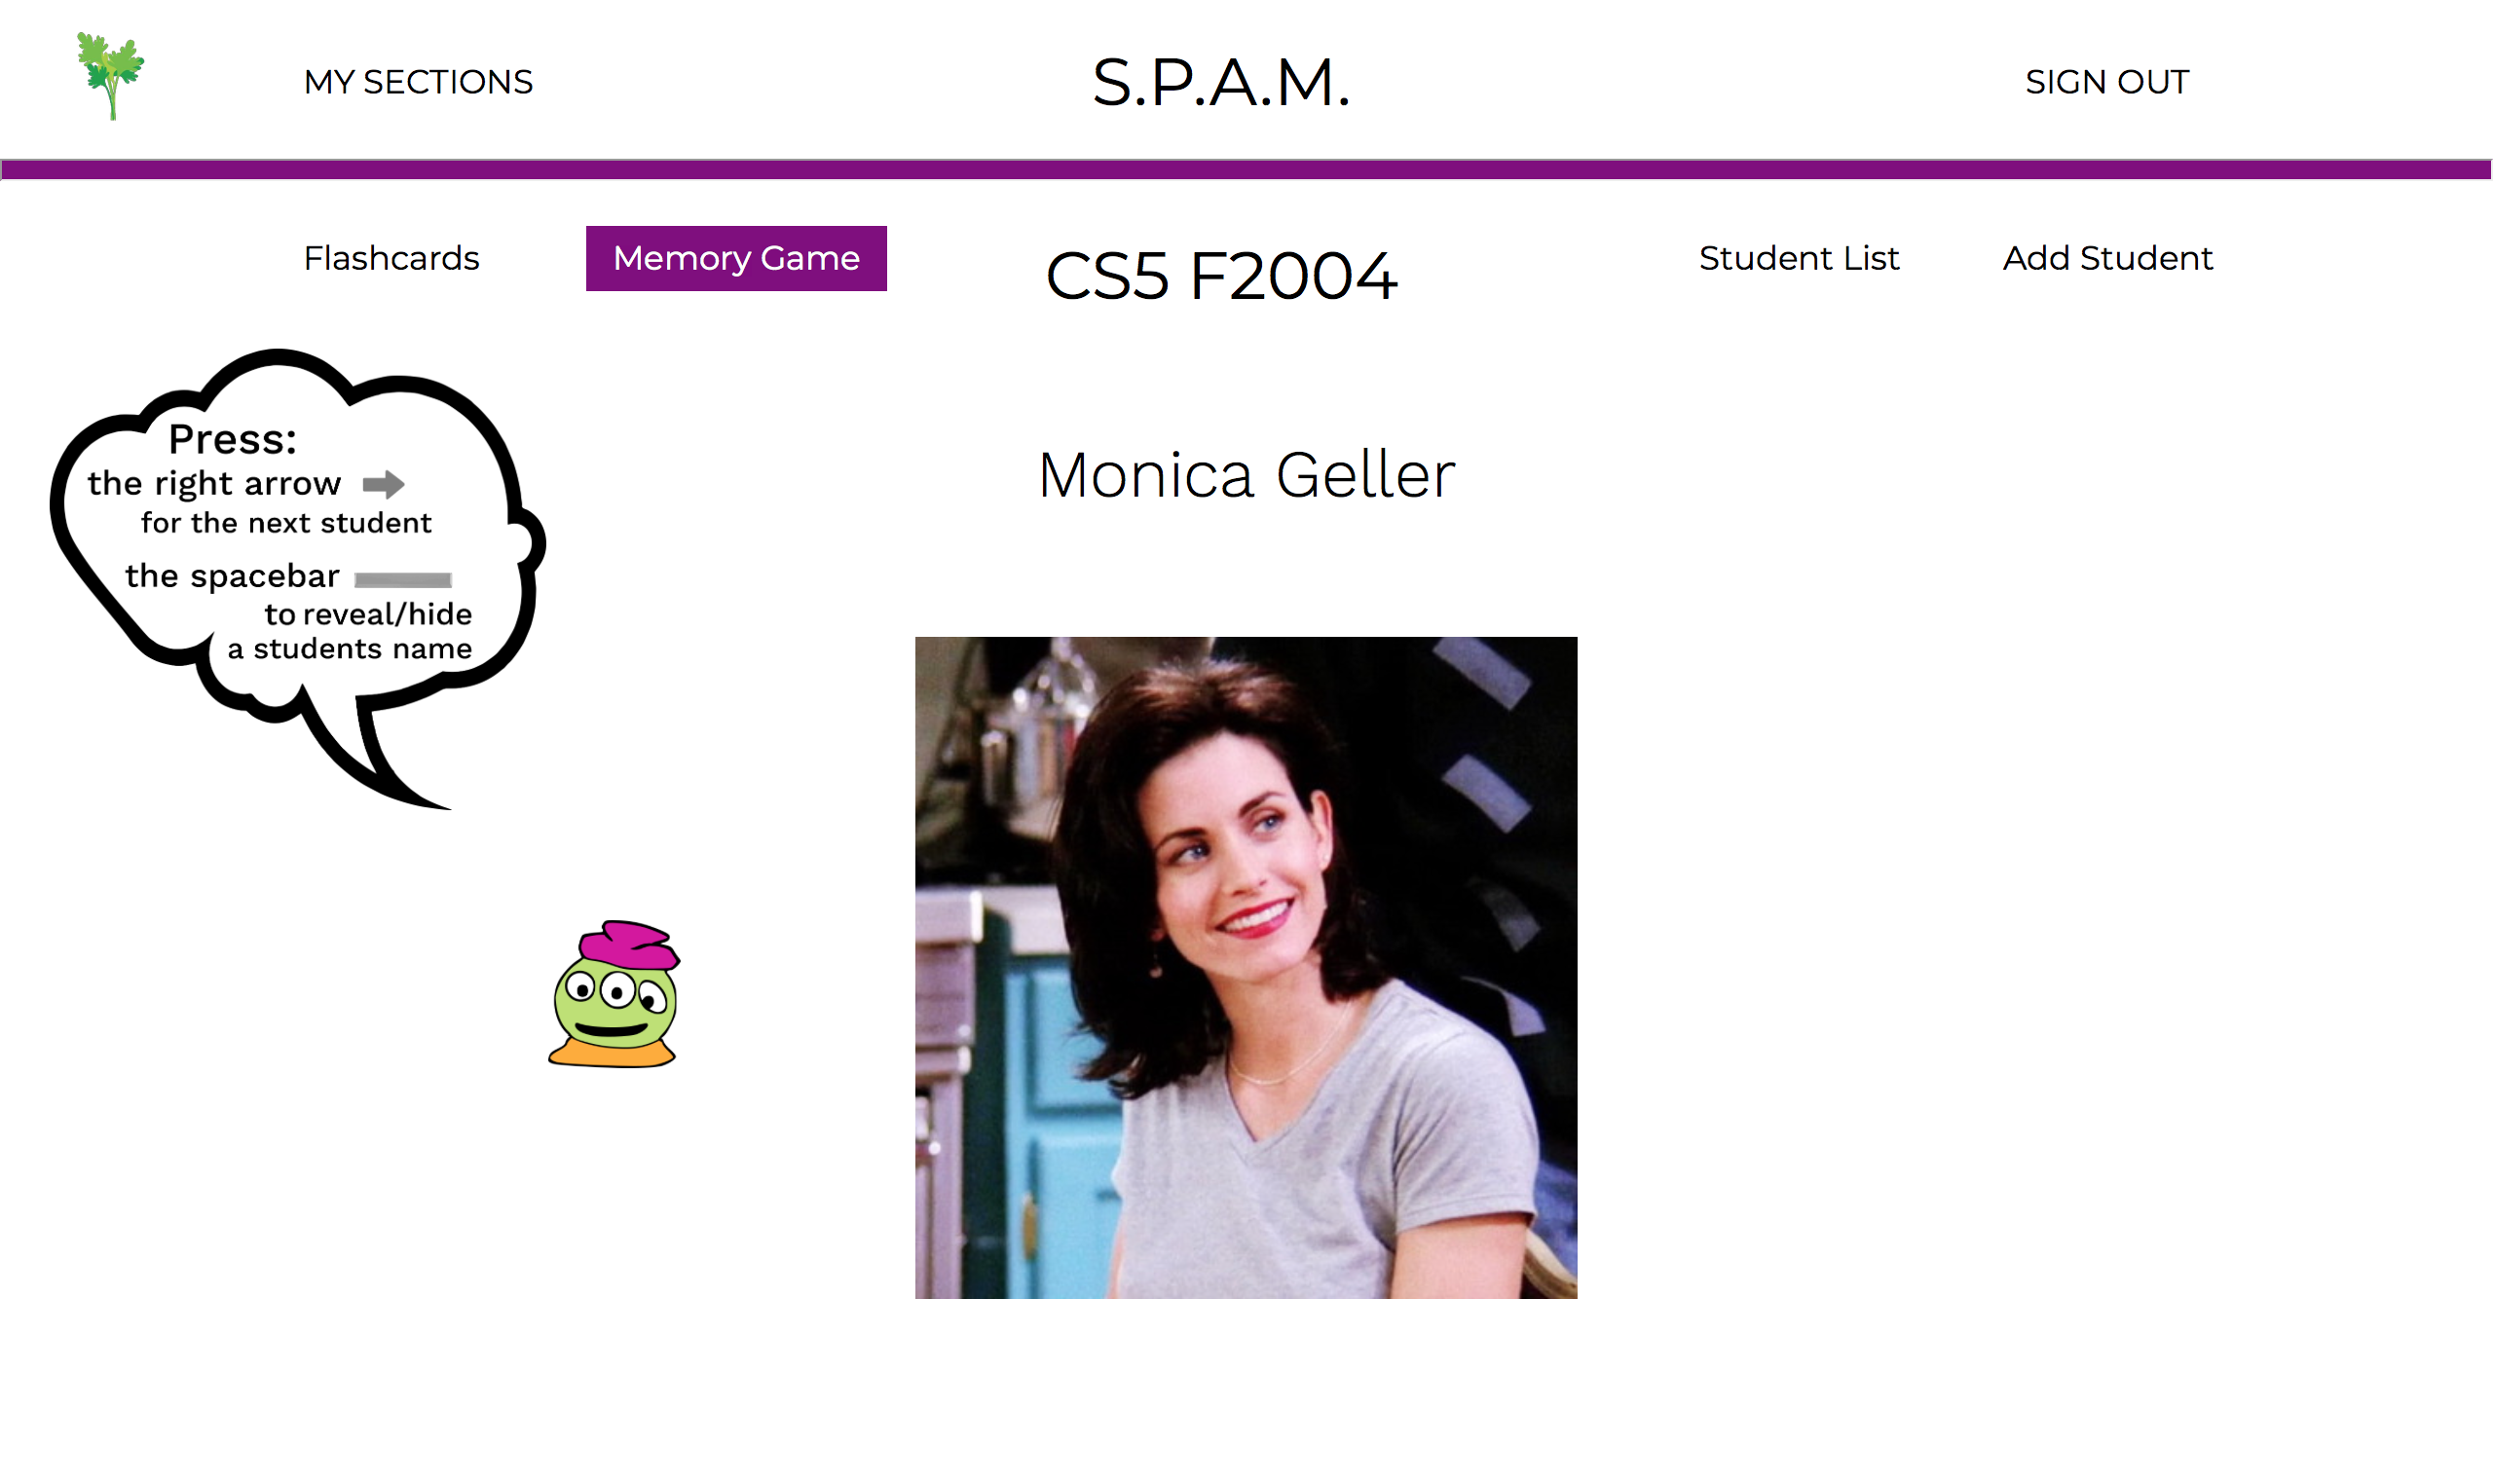 MY SECTIONS
S.P.A.M.
SIGN OUT
Flashcards
Memory Game
CS5 F2004
Student List
Add Student
Press:
the right arrow
for the next student
the spacebar
to reveal/hide
a students name
Monica Geller